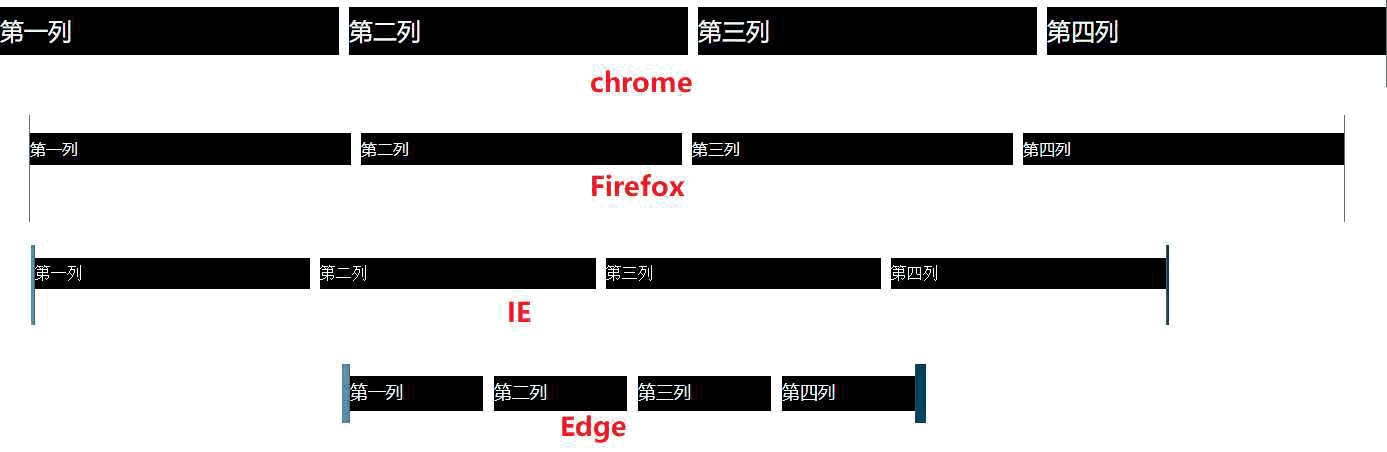 第一列 第二列 第三列 第四列
chrome
第一列 第二列 第三列 第四列
Firefox
第一列 第二列 第三列 第四列
IE
第一列 第二列 第三列 第四列
Edge